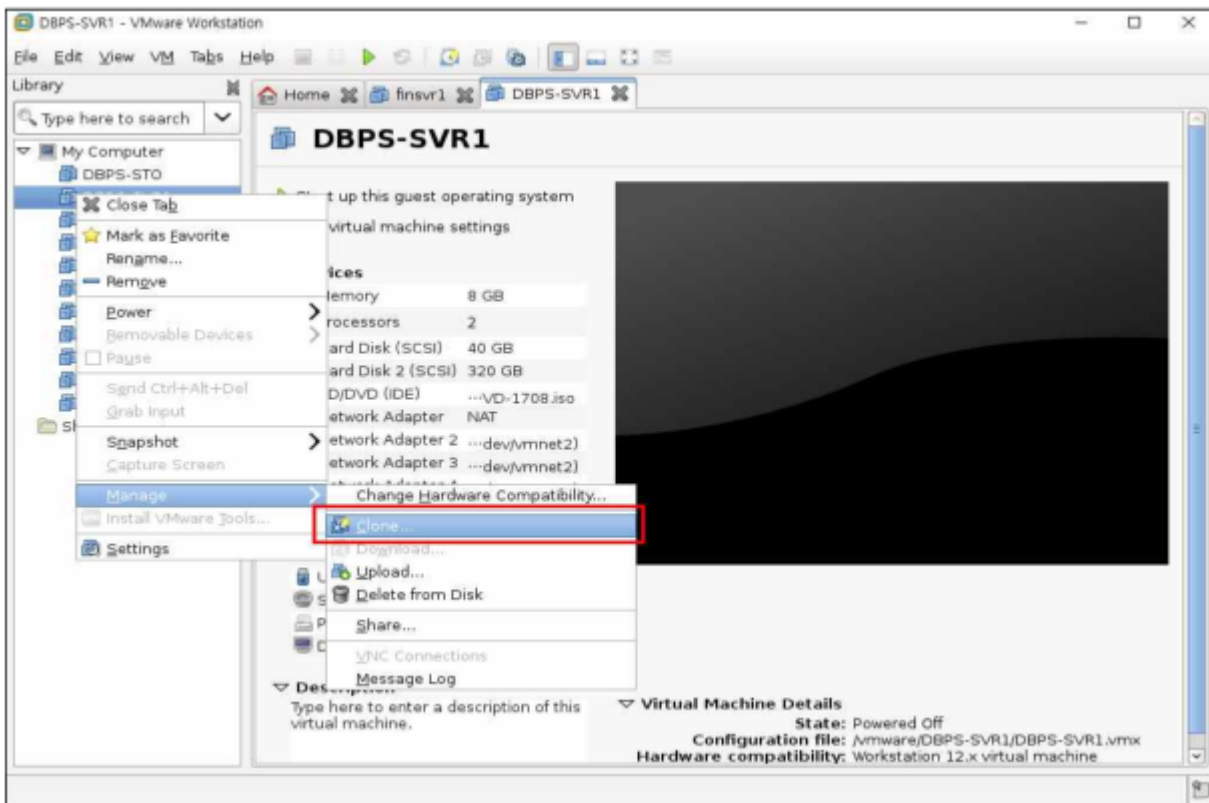 DBPS-SVR1 - VMware Workstation
File Edit View VM Tabs Help
Library
Home finsvr1 DBPS-SVR1
Type here to search
DBPS-SVR1
My Computer
DBPS-STO
t up this guest operating system
virtual machine settings
Close Tab
Mark as Favorite
Rename...
Remove
Power
Removable Devices
Pause
Send Ctrl+Alt+Del
Grab Input
Snapshot
Capture Screen
Manage
Install VMware Tools...
Settings
ices
emory 8 GB
rocessors 2
ard Disk (SCSI) 40 GB
ard Disk 2 (SCSI) 320 GB
D/DVD (IDE) ...VD-1708.iso
etwork Adapter NAT
etwork Adapter 2 ...dev/vmnet2)
etwork Adapter 3 ...dev/vmnet2)
Change Hardware Compatibility...
Clone...
Download...
Upload...
Delete from Disk
Share...
VNC Connections
Message Log
Description
Type here to enter a description of this
virtual machine.
Virtual Machine Details
State: Powered Off
Configuration file: /vmware/DBPS-SVR1/DBPS-SVR1.vmx
Hardware compatibility: Workstation 12.x virtual machine